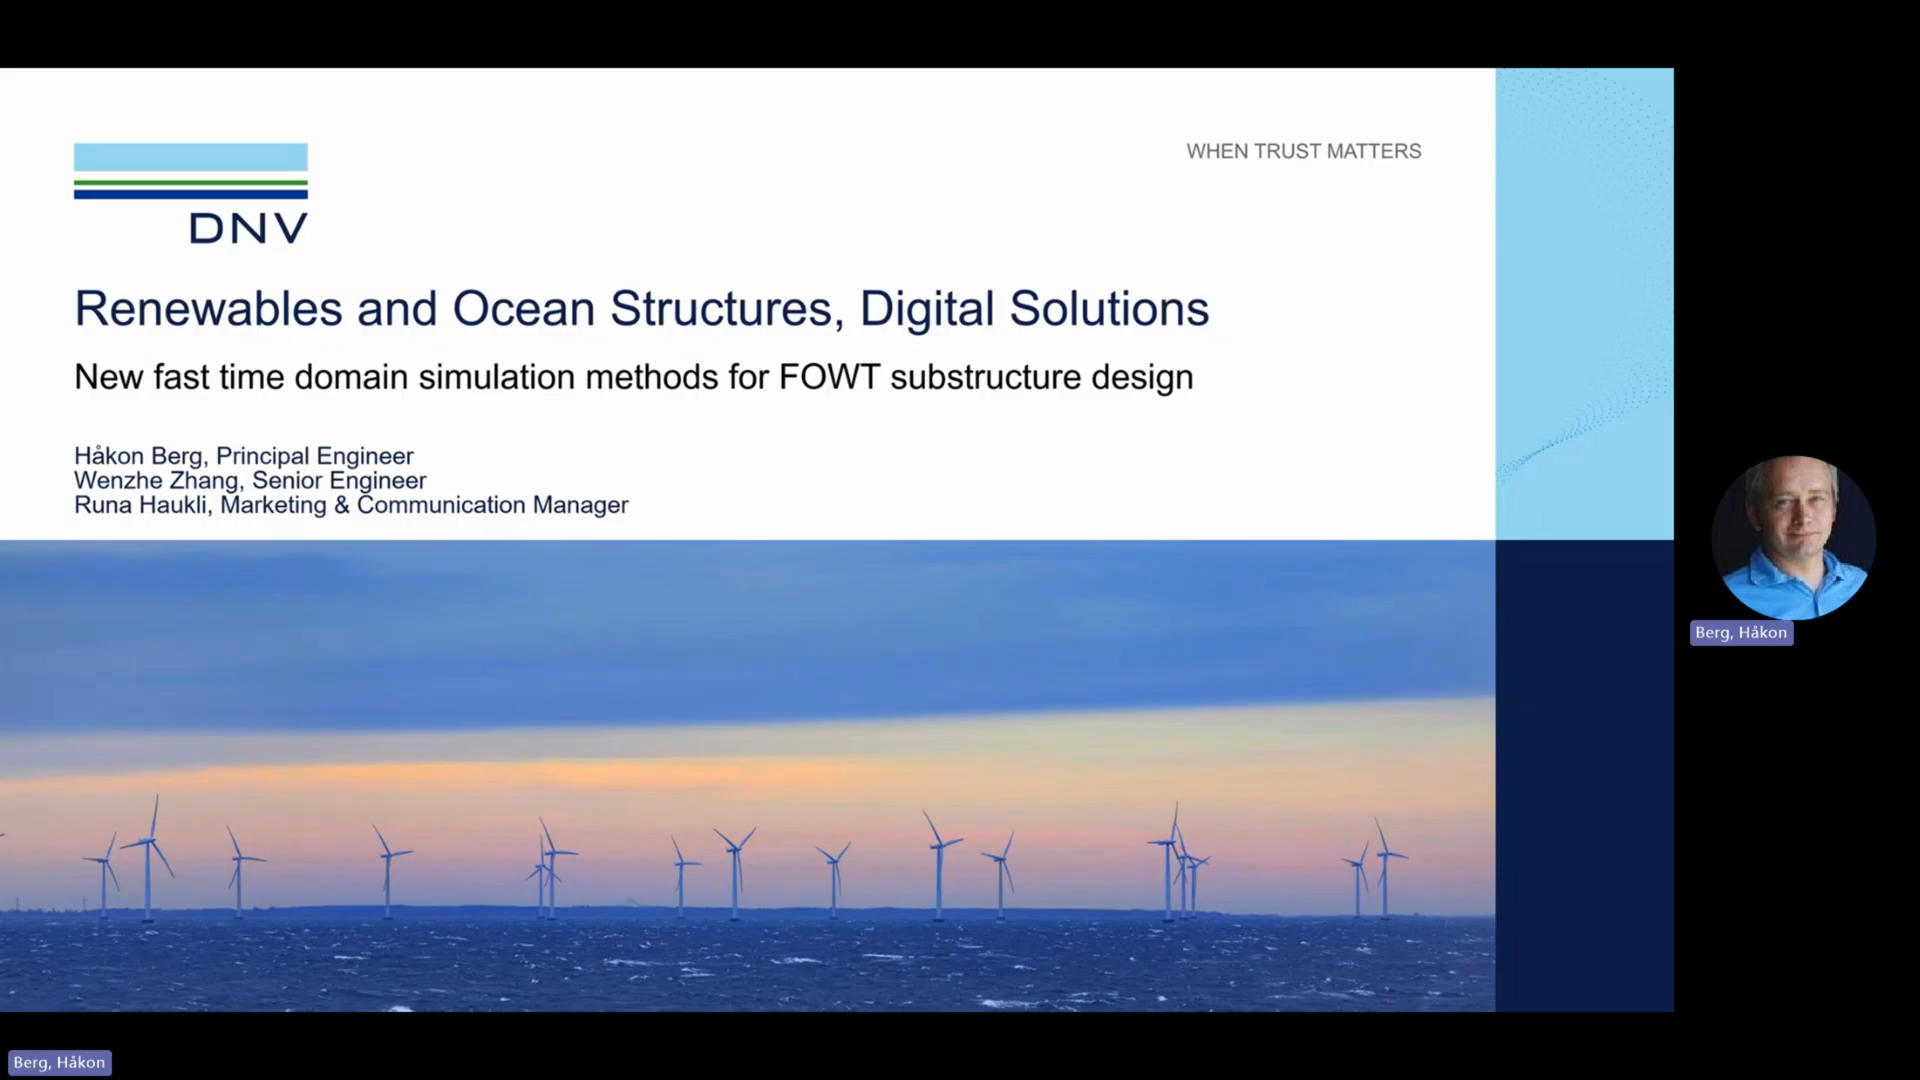 WHEN TRUST MATTERS
DNV
Renewables and Ocean Structures, Digital Solutions
New fast time domain simulation methods for FOWT substructure design
Håkon Berg, Principal Engineer
Wenzhe Zhang, Senior Engineer
Runa Haukli, Marketing & Communication Manager
Berg, Håkon
Berg, Håkon